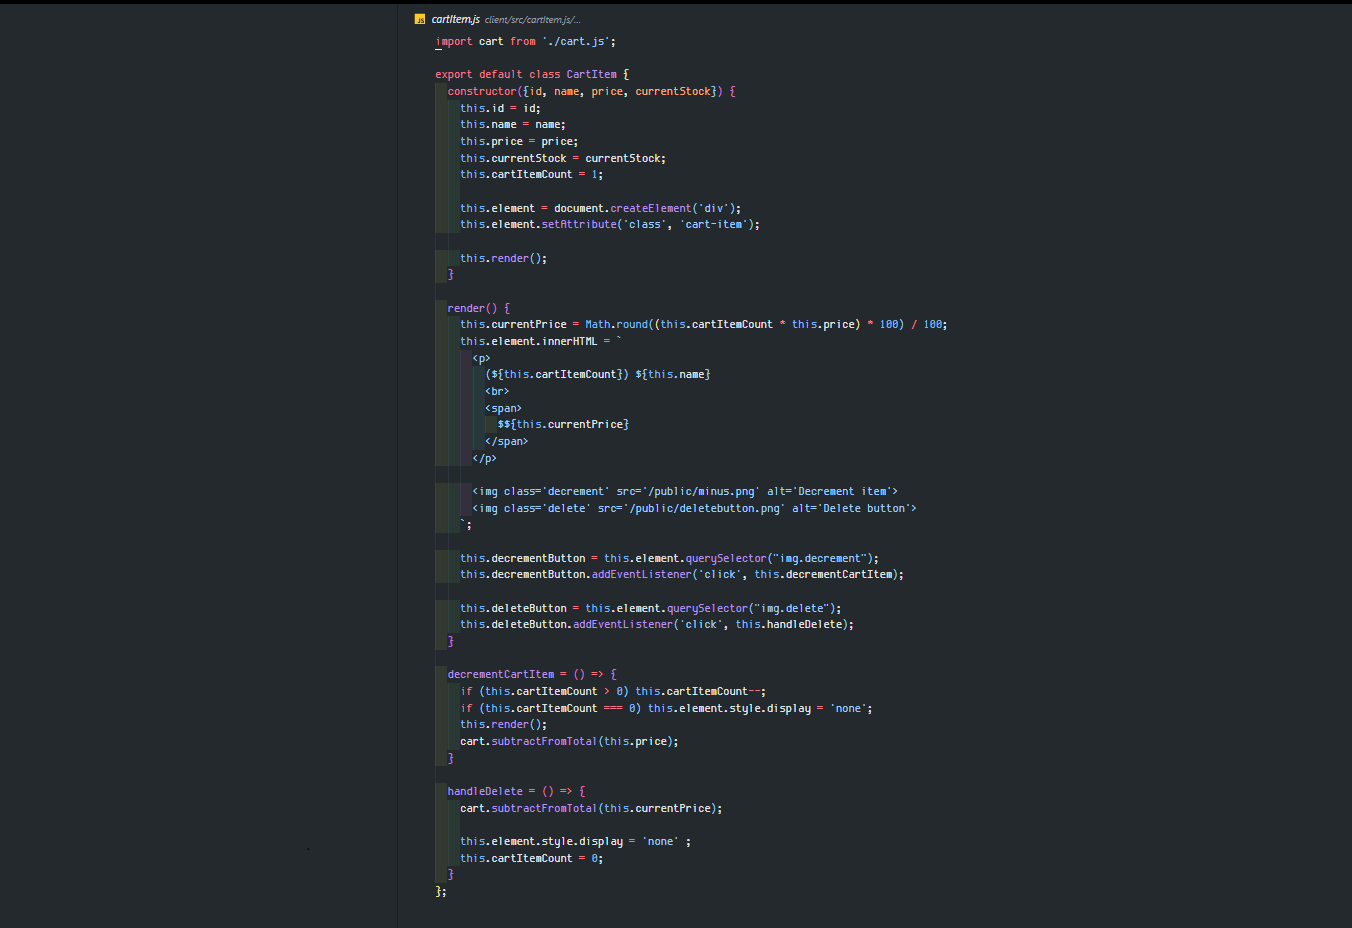 JS cartItem.js client/src/cartItem.js/...
import cart from './cart.js';
export default class CartItem {
constructor({id, name, price, currentStock}) {
this.id = id;
this.name = name;
this.price = price;
this.currentStock = currentStock;
this.cartItemCount = 1;
this.element = document.createElement('div');
this.element.setAttribute('class', 'cart-item');
this.render();
}
render() {
this.currentPrice = Math.round((this.cartItemCount * this.price) * 100) / 100;
this.element.innerHTML = `
<p>
(${this.cartItemCount}) ${this.name}
<br>
<span>
$${this.currentPrice}
</span>
</p>
<img class='decrement' src='/public/minus.png' alt='Decrement item'>
<img class='delete' src='/public/deletebutton.png' alt='Delete button'>
`;
this.decrementButton = this.element.querySelector("img.decrement");
this.decrementButton.addEventListener('click', this.decrementCartItem);
this.deleteButton = this.element.querySelector("img.delete");
this.deleteButton.addEventListener('click', this.handleDelete);
}
decrementCartItem = () => {
if (this.cartItemCount > 0) this.cartItemCount--;
if (this.cartItemCount === 0) this.element.style.display = 'none';
this.render();
cart.subtractFromTotal(this.price);
}
handleDelete = () => {
cart.subtractFromTotal(this.currentPrice);
this.element.style.display = 'none' ;
this.cartItemCount = 0;
}
};